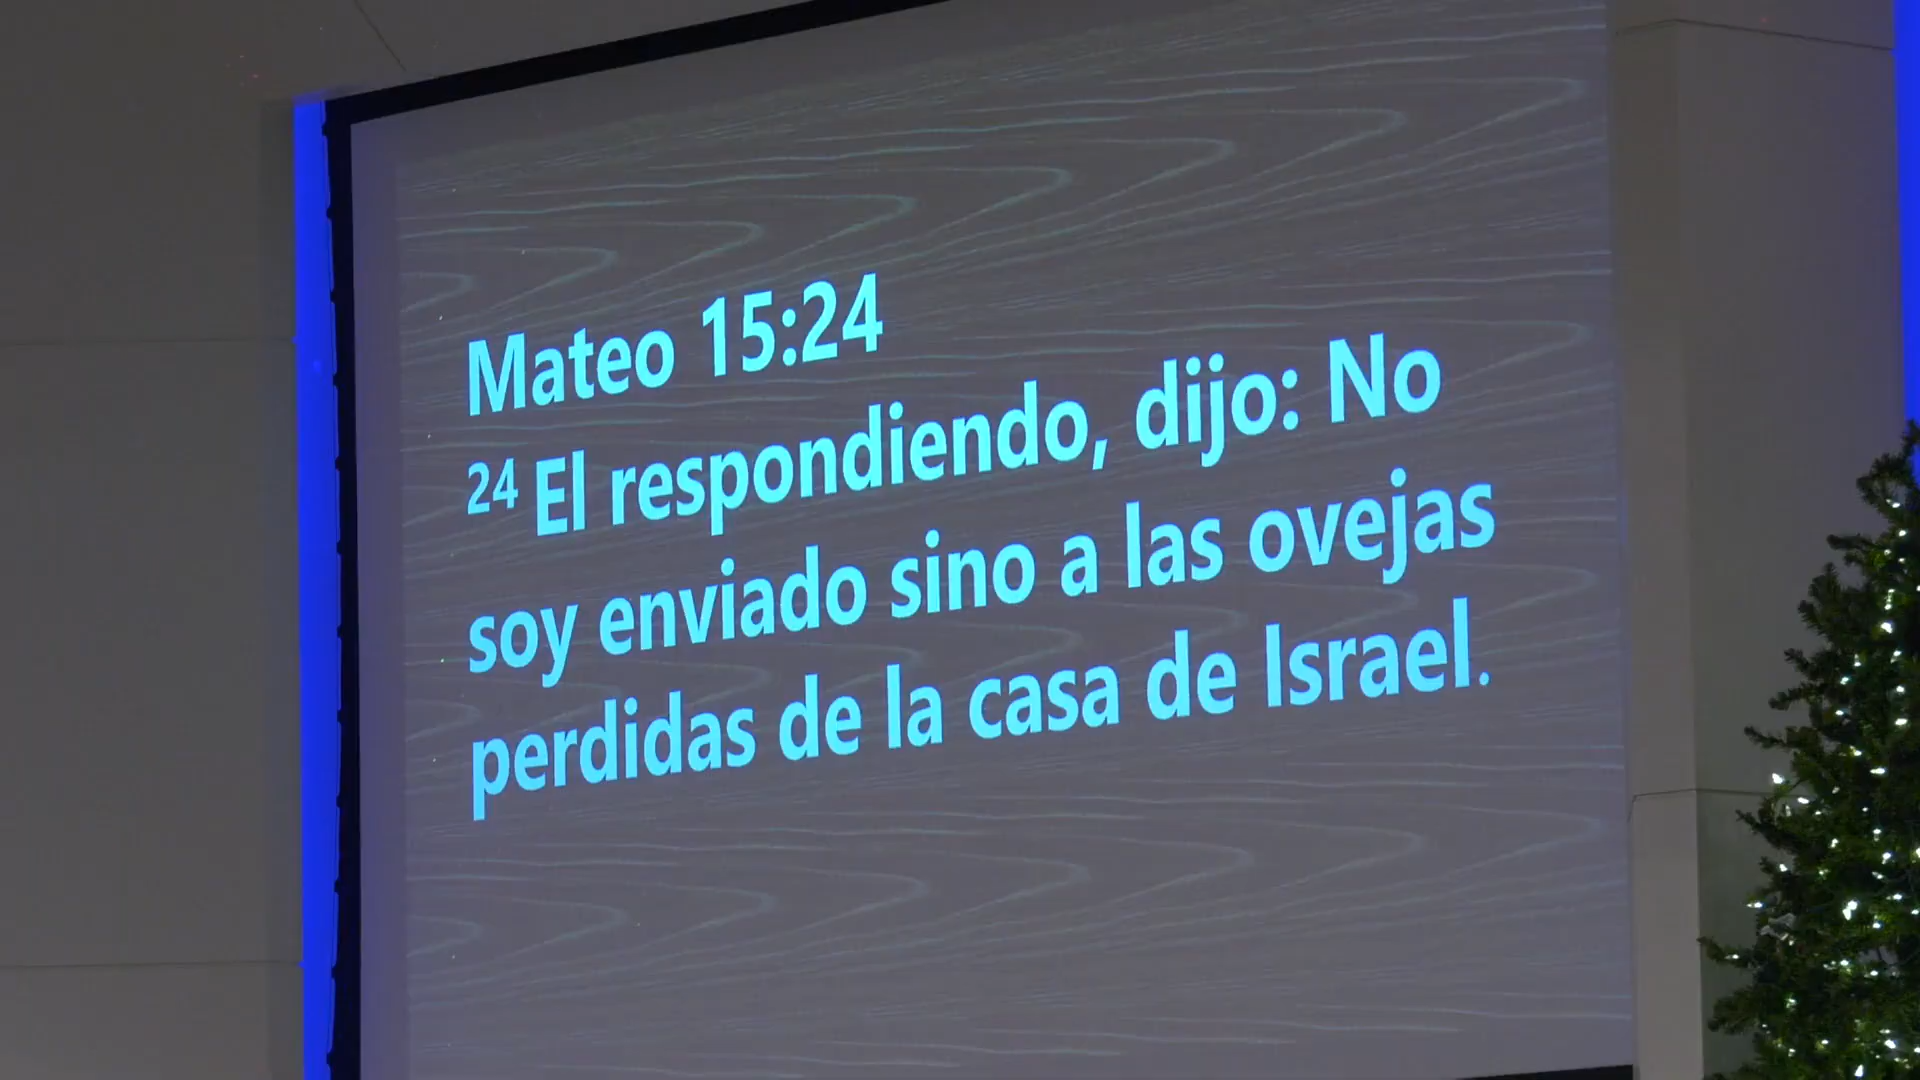 Mateo 15:24
24 El respondiendo, dijo: No
soy enviado sino a las ovejas
perdidas de la casa de Israel.